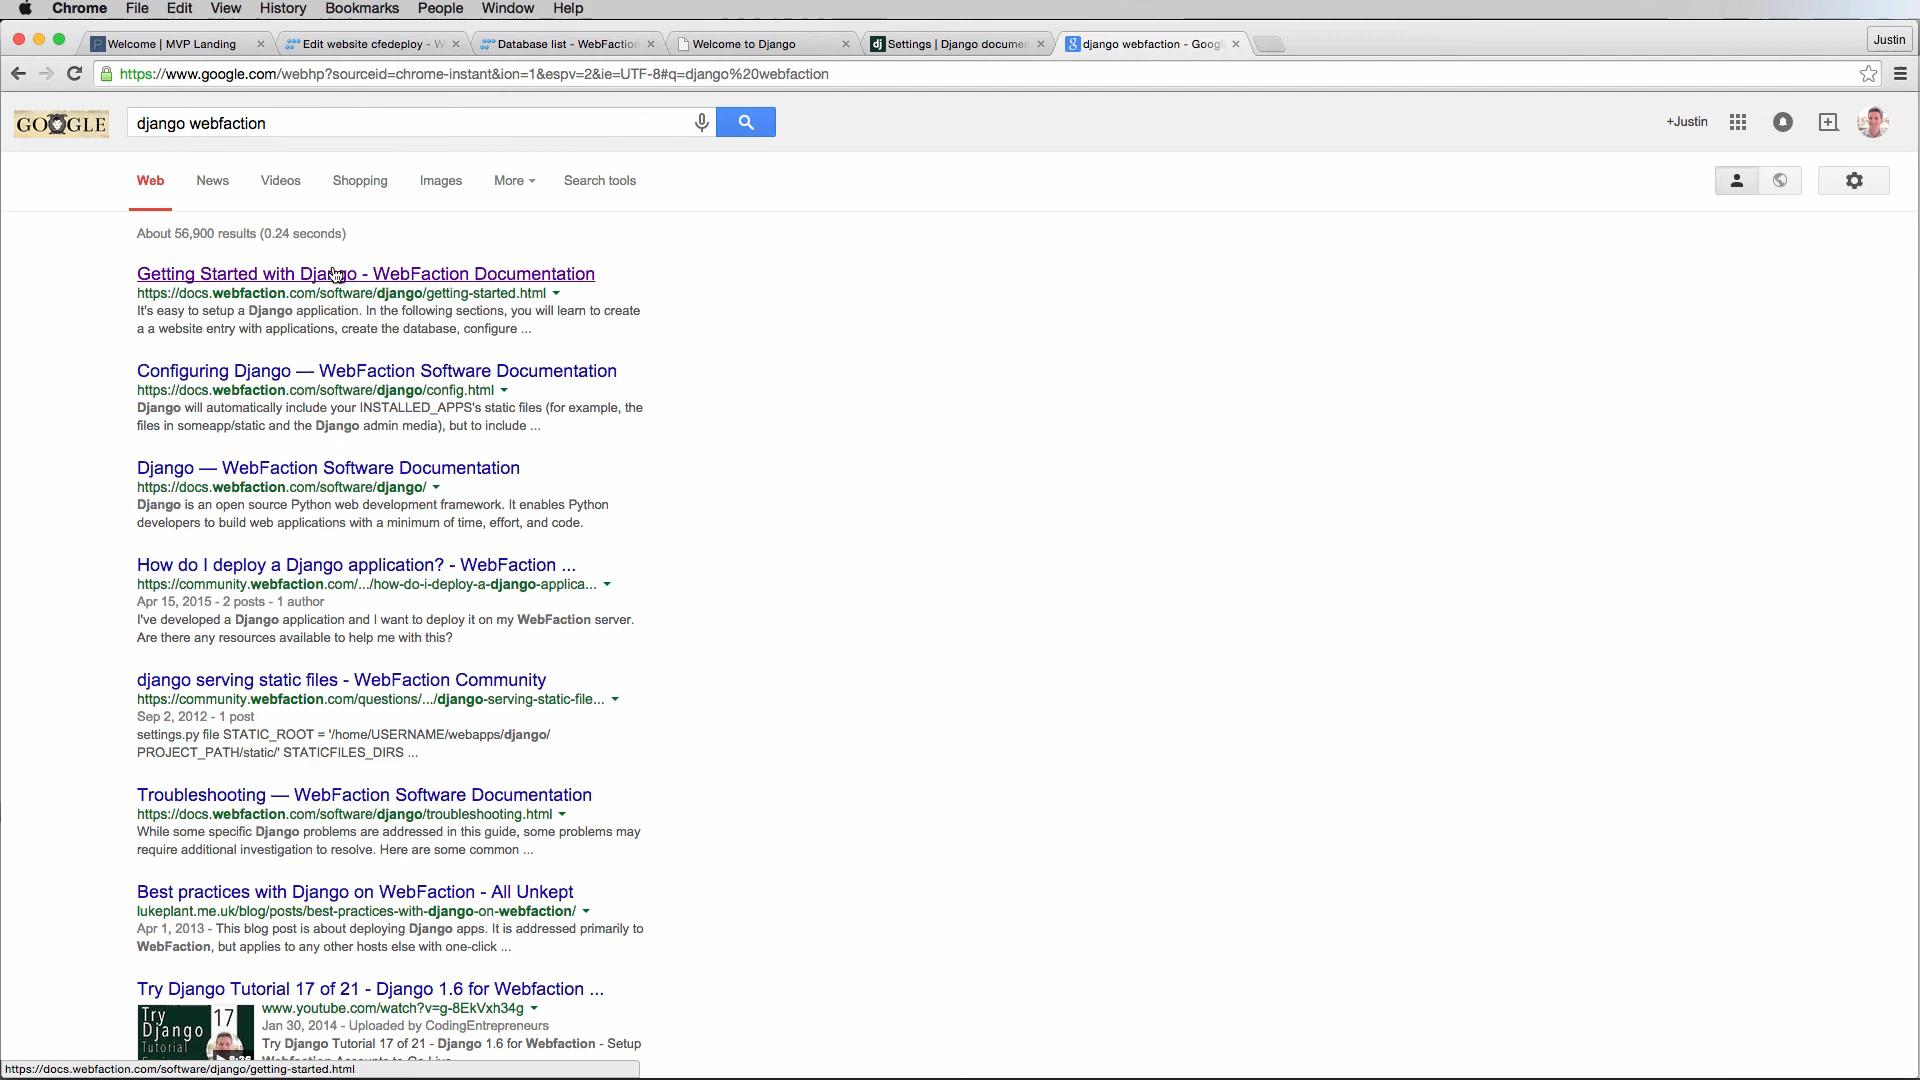 Chrome File Edit View History Bookmarks People Window Help
Welcome | MVP Landing Edit website cfedeploy - W Database list - WebFaction Welcome to Django Settings | Django documen django webfaction - Googl Justin
https://www.google.com/webhp?sourceid=chrome-instant&ion=1&espv=2&ie=UTF-8#q=django%20webfaction
GOOGLE django webfaction +Justin
Web News Videos Shopping Images More Search tools
About 56,900 results (0.24 seconds)
Getting Started with Django - WebFaction Documentation
https://docs.webfaction.com/software/django/getting-started.html
It's easy to setup a Django application. In the following sections, you will learn to create
a a website entry with applications, create the database, configure ...
Configuring Django — WebFaction Software Documentation
https://docs.webfaction.com/software/django/config.html
Django will automatically include your INSTALLED_APPS's static files (for example, the
files in someapp/static and the Django admin media), but to include ...
Django — WebFaction Software Documentation
https://docs.webfaction.com/software/django/
Django is an open source Python web development framework. It enables Python
developers to build web applications with a minimum of time, effort, and code.
How do I deploy a Django application? - WebFaction ...
https://community.webfaction.com/.../how-do-i-deploy-a-django-applica...
Apr 15, 2015 - 2 posts - 1 author
I've developed a Django application and I want to deploy it on my WebFaction server.
Are there any resources available to help me with this?
django serving static files - WebFaction Community
https://community.webfaction.com/questions/.../django-serving-static-file...
Sep 2, 2012 - 1 post
settings.py file STATIC_ROOT = '/home/USERNAME/webapps/django/
PROJECT_PATH/static/' STATICFILES_DIRS ...
Troubleshooting — WebFaction Software Documentation
https://docs.webfaction.com/software/django/troubleshooting.html
While some specific Django problems are addressed in this guide, some problems may
require additional investigation to resolve. Here are some common ...
Best practices with Django on WebFaction - All Unkept
lukeplant.me.uk/blog/posts/best-practices-with-django-on-webfaction/
Apr 1, 2013 - This blog post is about deploying Django apps. It is addressed primarily to
WebFaction, but applies to any other hosts else with one-click ...
Try Django Tutorial 17 of 21 - Django 1.6 for Webfaction ...
www.youtube.com/watch?v=g-8EkVxh34g
Jan 30, 2014 - Uploaded by CodingEntrepreneurs
Try Django Tutorial 17 of 21 - Django 1.6 for Webfaction - Setup
Try 17
Django
Tutorial
https://docs.webfaction.com/software/django/getting-started.html